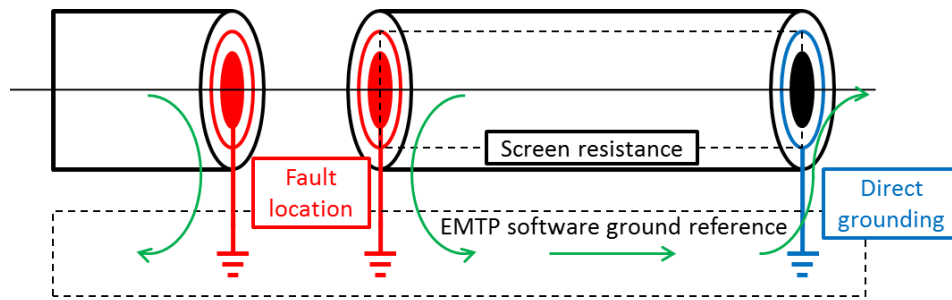 Screen resistance
Fault
location
Direct
grounding
EMTP software ground reference